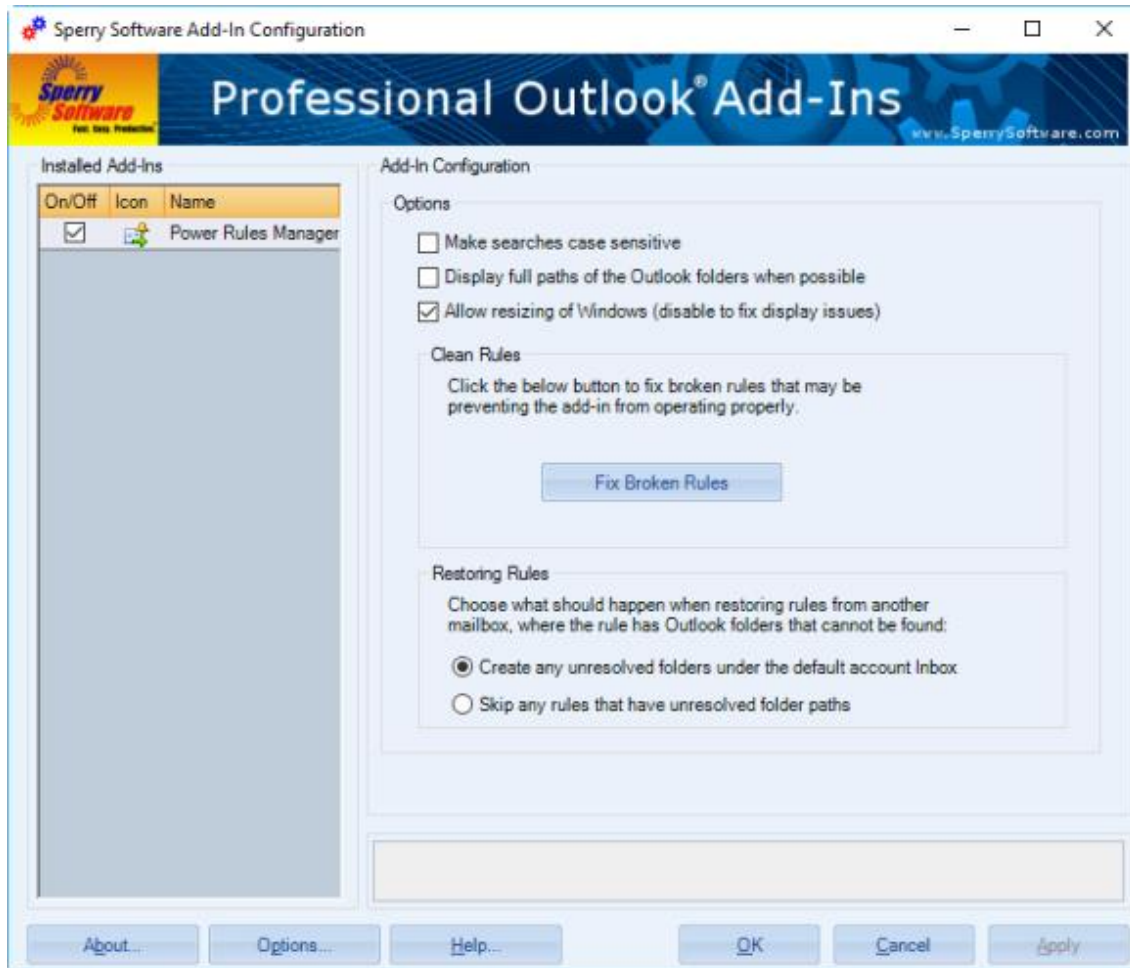 Sperry Software Add-In Configuration
Sperry
Software
Fast. Easy. Productive.
Professional Outlook® Add-Ins
www.SperrySoftware.com
Installed Add-Ins
On/Off Icon Name
Power Rules Manager
Add-In Configuration
Options
Make searches case sensitive
Display full paths of the Outlook folders when possible
Allow resizing of Windows (disable to fix display issues)
Clean Rules
Click the below button to fix broken rules that may be
preventing the add-in from operating properly.
Fix Broken Rules
Restoring Rules
Choose what should happen when restoring rules from another
mailbox, where the rule has Outlook folders that cannot be found:
Create any unresolved folders under the default account Inbox
Skip any rules that have unresolved folder paths
About... Options... Help... OK Cancel Apply